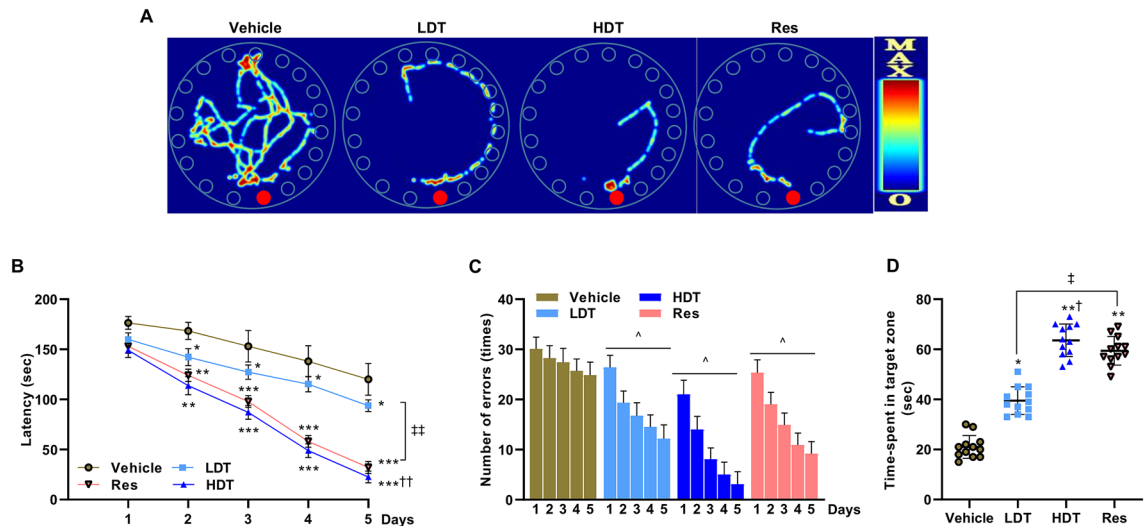 A
Vehicle LDT HDT Res
MAX
0
B
Latency (sec)
200
150
100
50
0
* ** **
* *** ***
* *** ***
* *** ***††
‡‡
Vehicle LDT
Res HDT
1 2 3 4 5 Days
C
Number of errors (times)
40
30
20
10
0
Vehicle HDT
LDT Res
^ ^ ^
1 2 3 4 5 1 2 3 4 5 1 2 3 4 5 1 2 3 4 5 Days
D
Time-spent in target zone
(sec)
80
60
40
20
0
‡
* **† **
Vehicle LDT HDT Res